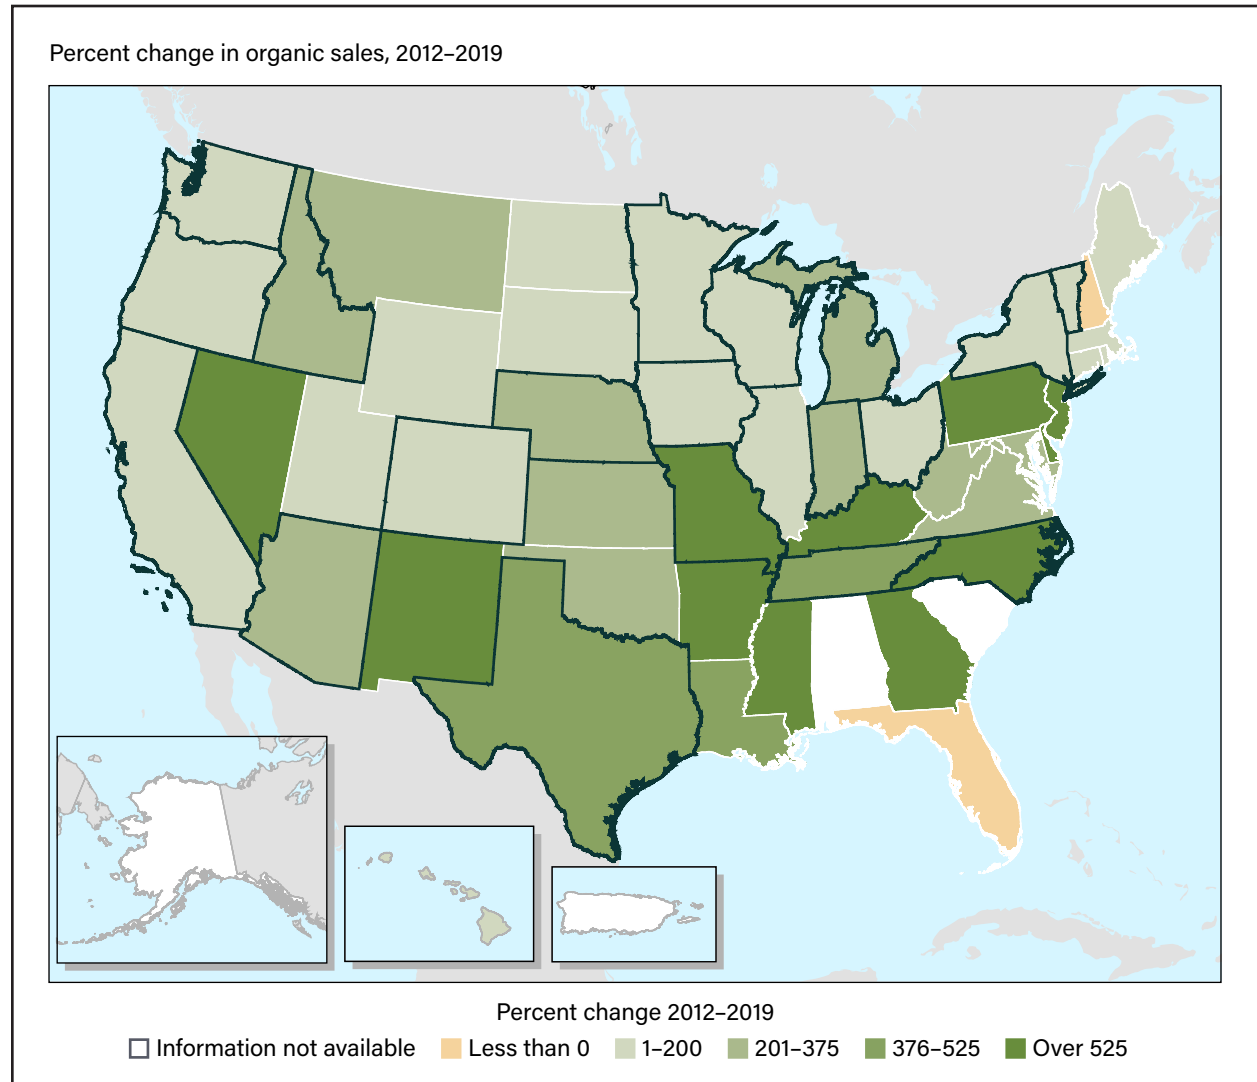 Percent change in organic sales, 2012–2019
Percent change 2012–2019
Information not available
Less than 0
1–200
201–375
376–525
Over 525